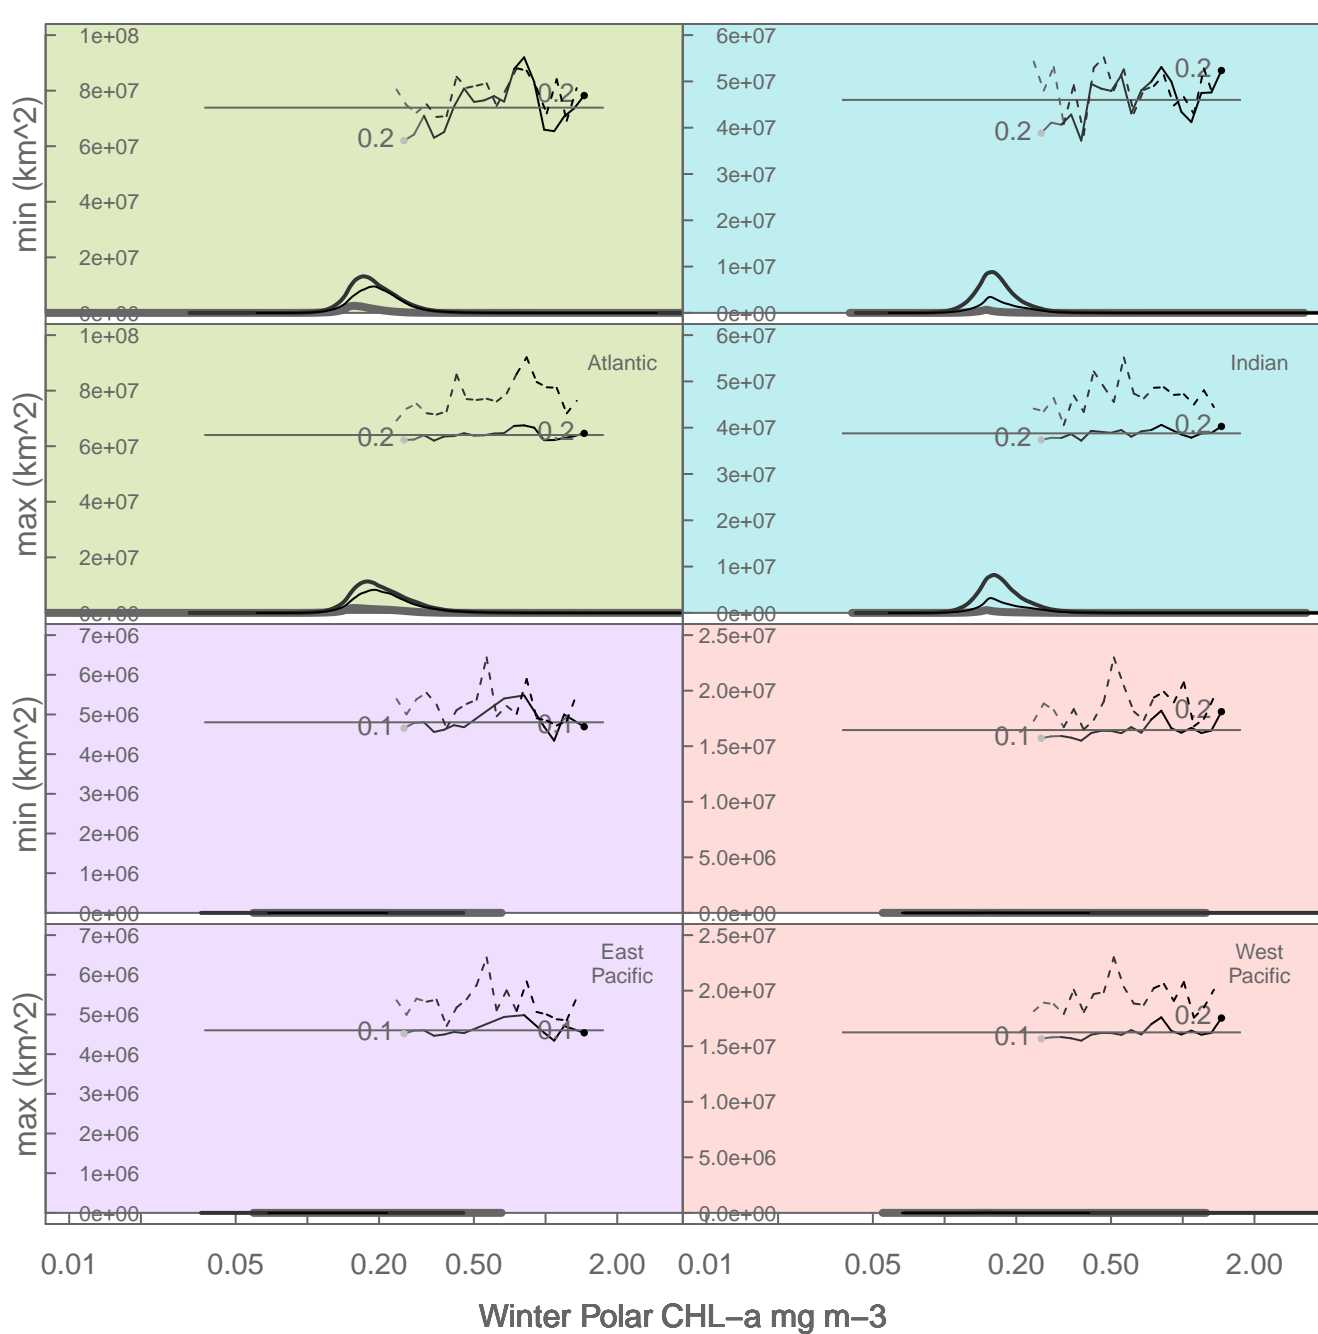 min (km^2)
1e+08
8e+07
6e+07
4e+07
2e+07
0e+00
0.2
0.2
6e+07
5e+07
4e+07
3e+07
2e+07
1e+07
0e+00
0.2
0.2
max (km^2)
1e+08
8e+07
6e+07
4e+07
2e+07
0e+00
Atlantic
0.2
0.2
6e+07
5e+07
4e+07
3e+07
2e+07
1e+07
0e+00
Indian
0.2
0.2
min (km^2)
7e+06
6e+06
5e+06
4e+06
3e+06
2e+06
1e+06
0e+00
0.1
0.1
2.5e+07
2.0e+07
1.5e+07
1.0e+07
5.0e+06
0.0e+00
0.1
0.2
max (km^2)
7e+06
6e+06
5e+06
4e+06
3e+06
2e+06
1e+06
0e+00
East
Pacific
0.1
0.1
2.5e+07
2.0e+07
1.5e+07
1.0e+07
5.0e+06
0.0e+00
West
Pacific
0.1
0.2
0.01 0.05 0.20 0.50 2.00 0.01 0.05 0.20 0.50 2.00
Winter Polar CHL−a mg m−3